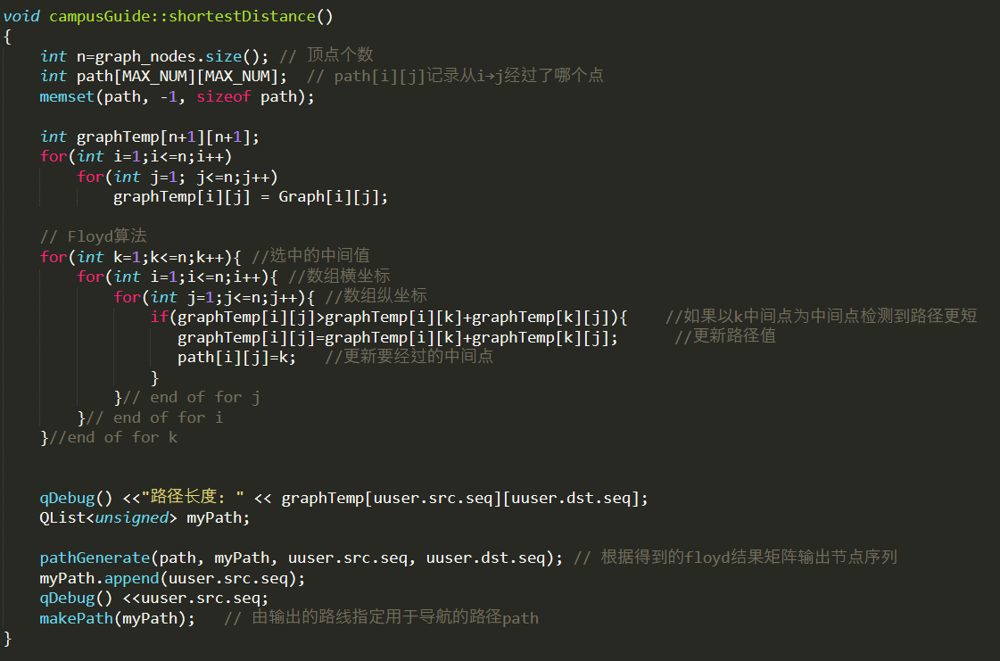 void campusGuide::shortestDistance()
{
    int n=graph_nodes.size(); // 顶点个数
    int path[MAX_NUM][MAX_NUM];  // path[i][j]记录从i→j经过了哪个点
    memset(path, -1, sizeof path);

    int graphTemp[n+1][n+1];
    for(int i=1;i<=n;i++)
        for(int j=1; j<=n;j++)
            graphTemp[i][j] = Graph[i][j];

    // Floyd算法
    for(int k=1;k<=n;k++){ //选中的中间值
        for(int i=1;i<=n;i++){ //数组横坐标
            for(int j=1;j<=n;j++){ //数组纵坐标
                if(graphTemp[i][j]>graphTemp[i][k]+graphTemp[k][j]){    //如果以k中间点为中间点检测到路径更短
                   graphTemp[i][j]=graphTemp[i][k]+graphTemp[k][j];      //更新路径值
                   path[i][j]=k;   //更新要经过的中间点
                }
            }// end of for j
        }// end of for i
    }//end of for k

    qDebug() <<"路径长度: " << graphTemp[uuser.src.seq][uuser.dst.seq];
    QList<unsigned> myPath;

    pathGenerate(path, myPath, uuser.src.seq, uuser.dst.seq); // 根据得到的floyd结果矩阵输出节点序列
    myPath.append(uuser.src.seq);
    qDebug() <<uuser.src.seq;
    makePath(myPath);   // 由输出的路线指定用于导航的路径path
}